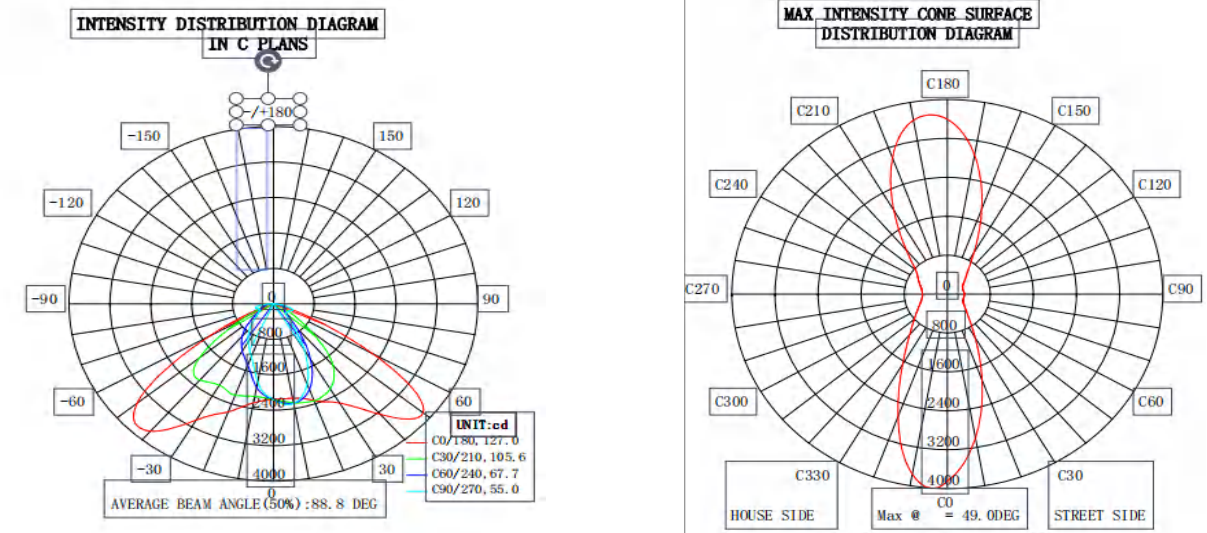 INTENSITY DISTRIBUTION DIAGRAM
IN C PLANS
-/+180
-150
150
-120
120
-90
0
90
800
1600
-60
2400
60
3200
-30
4000
30
0
UNIT:cd
C0/180,127.0
C30/210,105.6
C60/240,67.7
C90/270,55.0
AVERAGE BEAM ANGLE(50%):88.8 DEG
MAX INTENSITY CONE SURFACE
DISTRIBUTION DIAGRAM
C180
C210
C150
C240
C120
C270
0
C90
800
1600
C300
2400
C60
3200
C330
4000
C30
C0
HOUSE SIDE
Max @ = 49.0DEG
STREET SIDE